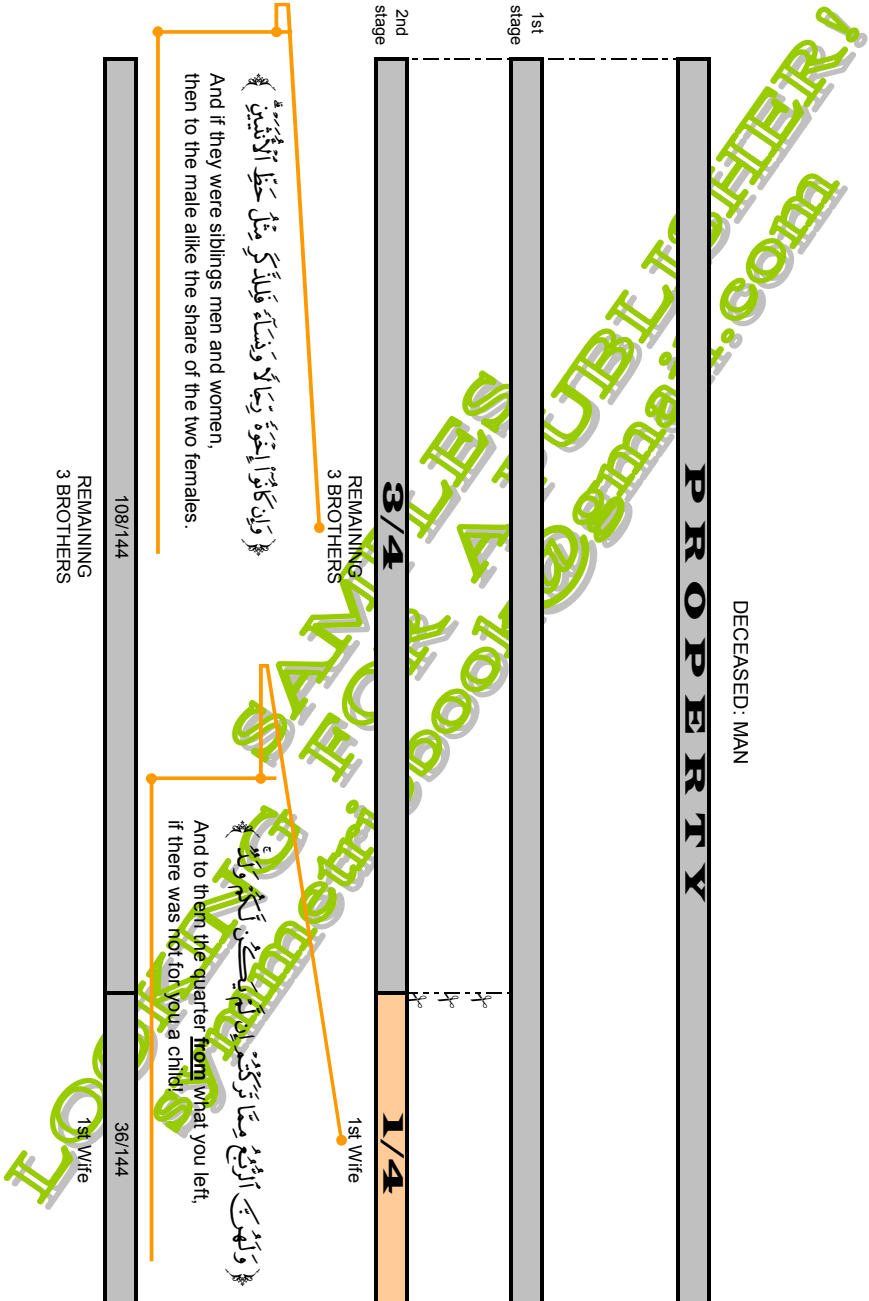 DECEASED: MAN
PROPERTY
1st
stage
2nd
stage
3/4
1/4
REMAINING
3 BROTHERS
1st Wife
﴿ وَإِن كَانُوٓا۟ إِخْوَةً رِّجَالًا وَنِسَآءً فَلِلذَّكَرِ مِثْلُ حَظِّ ٱلْأُنثَيَيْنِ ﴾
And if they were siblings men and women,
then to the male alike the share of the two females.
﴿ وَلَهُنَّ ٱلرُّبُعُ مِمَّا تَرَكْتُمْ إِن لَّمْ يَكُن لَّكُمْ وَلَدٌ ﴾
And to them the quarter from what you left,
if there was not for you a child!
108/144
36/144
REMAINING
3 BROTHERS
1st Wife
LOOKING SAMPLES
FOR A PUBLISHER!
symmetricbook@gmail.com